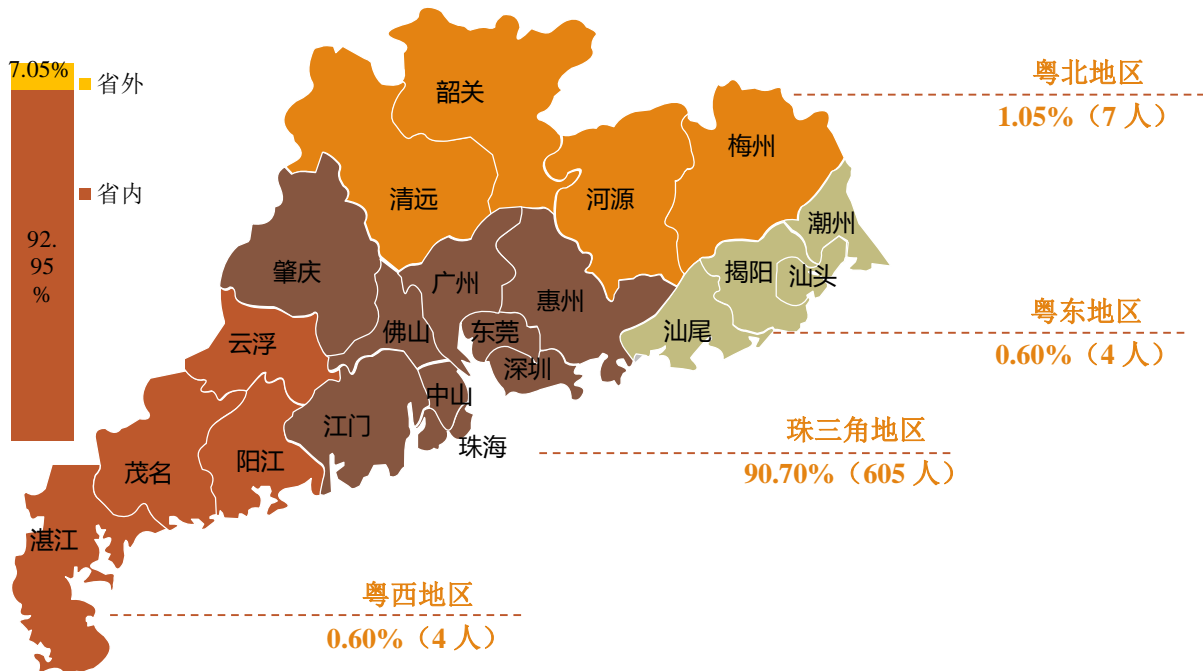 7.05%
省外
省内
92.
95
%
韶关
清远
河源
梅州
潮州
揭阳
汕头
汕尾
肇庆
广州
惠州
佛山
东莞
深圳
云浮
中山
江门
珠海
茂名
阳江
湛江
粤北地区
1.05%（7 人）
粤东地区
0.60%（4 人）
珠三角地区
90.70%（605 人）
粤西地区
0.60%（4 人）